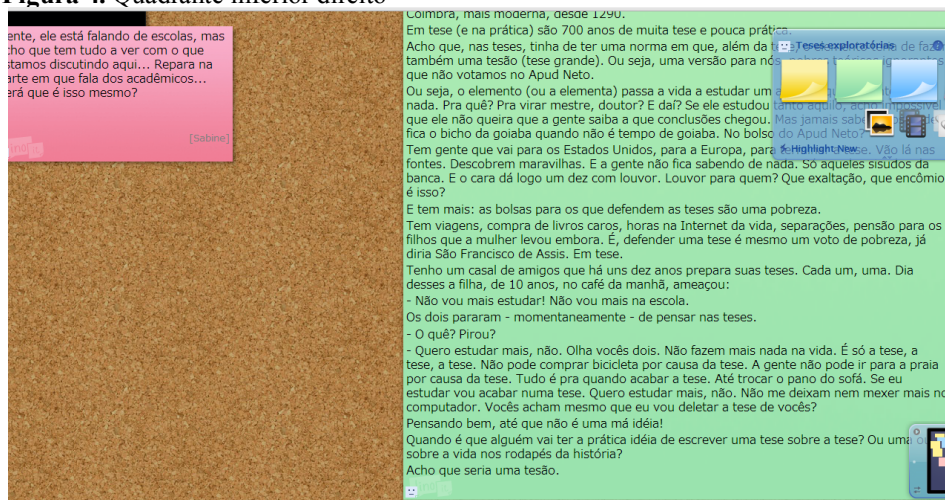 Figura 4. Quadrante inferior direito
ente, ele está falando de escolas, mas
cho que tem tudo a ver com o que
stamos discutindo aqui... Repara na
arte em que fala dos acadêmicos...
erá que é isso mesmo?
[Sabine]
Coimbra, mais moderna, desde 1290.
Em tese (e na prática) são 700 anos de muita tese e pouca prática.
Acho que, nas teses, tinha de ter uma norma em que, além da
também uma tesão (tese grande). Ou seja, uma versão para nós,
que não votamos no Apud Neto.
Ou seja, o elemento (ou a elementa) passa a vida a estudar um
nada. Pra quê? Pra virar mestre, doutor? E daí? Se ele estudou tanto aquilo, acho impossível
que ele não queira que a gente saiba a que conclusões chegou. Mas jamais
fica o bicho da goiaba quando não é tempo de goiaba. No bolso do Apud Neto?
Tem gente que vai para os Estados Unidos, para a Europa, para
tese. Vão lá nas
fontes. Descobrem maravilhas. E a gente não fica sabendo de nada. Só aqueles sisudos da
banca. E o cara dá logo um dez com louvor. Louvor para quem? Que exaltação, que encômio
é isso?
E tem mais: as bolsas para os que defendem as teses são uma pobreza.
Tem viagens, compra de livros caros, horas na Internet da vida, separações, pensão para os
filhos que a mulher levou embora. É, defender uma tese é mesmo um voto de pobreza, já
diria São Francisco de Assis. Em tese.
Tenho um casal de amigos que há uns dez anos prepara suas teses. Cada um, uma. Dia
desses a filha, de 10 anos, no café da manhã, ameaçou:
- Não vou mais estudar! Não vou mais na escola.
Os dois pararam - momentaneamente - de pensar nas teses.
- O quê? Pirou?
- Quero estudar mais, não. Olha vocês dois. Não fazem mais nada na vida. É só a tese, a
tese, a tese. Não pode comprar bicicleta por causa da tese. A gente não pode ir para a praia
por causa da tese. Tudo é pra quando acabar a tese. Até trocar o pano do sofá. Se eu
estudar vou acabar numa tese. Quero estudar mais, não. Não me deixam nem mexer mais no
computador. Vocês acham mesmo que eu vou deletar a tese de vocês?
Pensando bem, até que não é uma má idéia!
Quando é que alguém vai ter a prática idéia de escrever uma tese sobre a tese? Ou uma
sobre a vida nos rodapés da história?
Acho que seria uma tesão.
Teses exploratórias
Highlight New